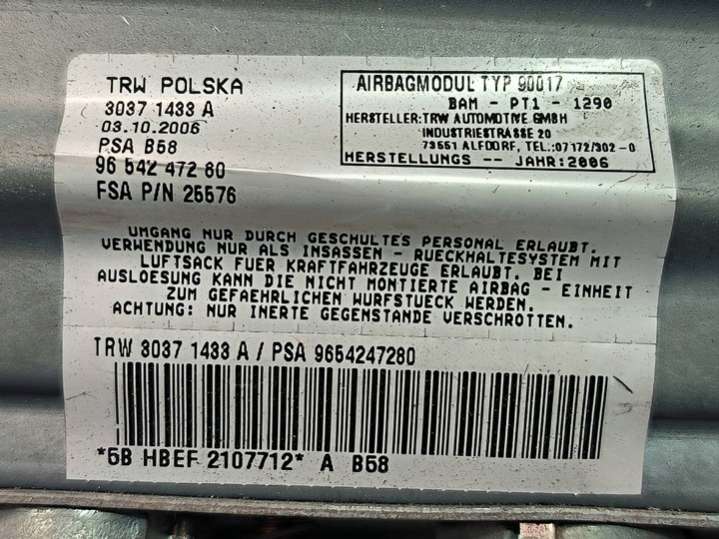 TRW POLSKA
3037 1433 A
03.10.2006
PSA B58
96 542 472 80
FSA P/N 25576
AIRBAGMODUL TYP 90017
BAM - PT1 - 1290
HERSTELLER:TRW AUTOMOTIVE GMBH
INDUSTRIESTRASSE 20
73551 ALFDORF, TEL.:07172/302-0
HERSTELLUNGS -- JAHR:2006
UMGANG NUR DURCH GESCHULTES PERSONAL ERLAUBT.
VERWENDUNG NUR ALS INSASSEN - RUECKHALTESYSTEM MIT
LUFTSACK FUER KRAFTFAHRZEUGE ERLAUBT. BEI
AUSLOESUNG KANN DIE NICHT MONTIERTE AIRBAG - EINHEIT
ZUM GEFAEHRLICHEN WURFSTUECK WERDEN.
ACHTUNG: NUR INERTE GEGENSTANDE VERSCHROTTEN.
TRW 3037 1433 A / PSA 9654247280
*5B HBEF 2107712* A B58